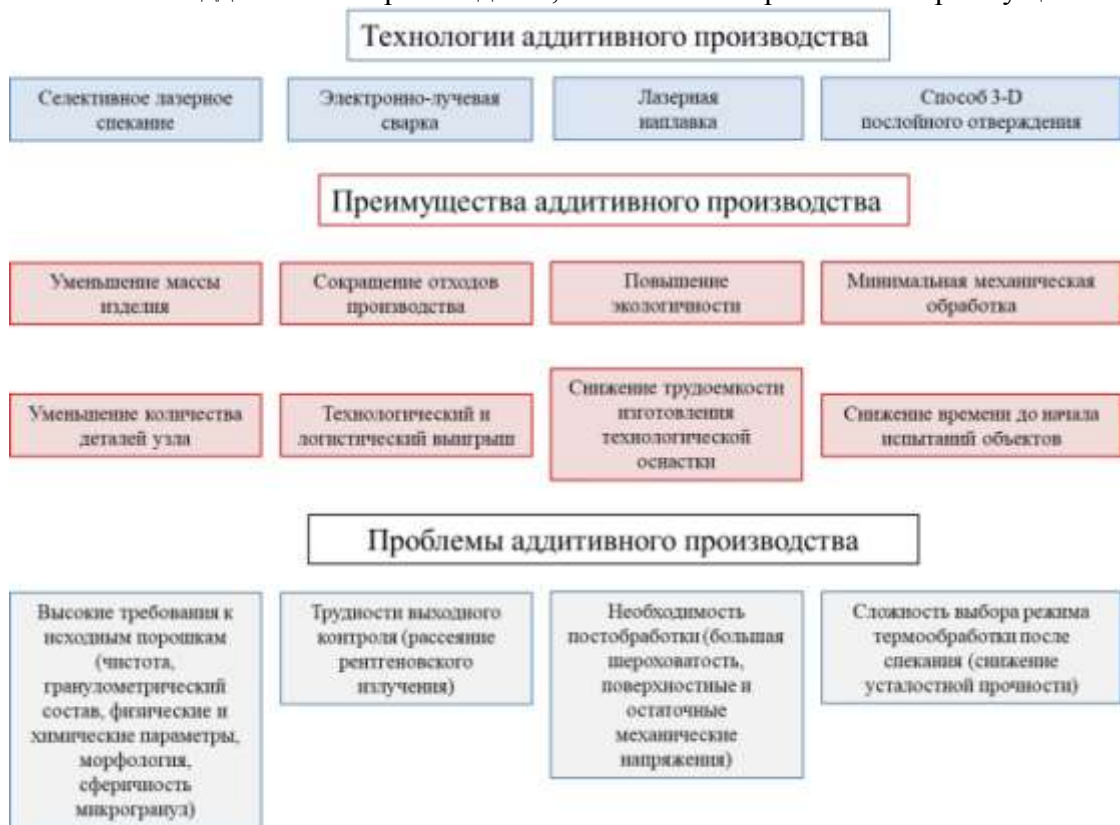 Технологии аддитивного производства
Селективное лазерное
спекание
Электронно-лучевая
сварка
Лазерная
наплавка
Способ 3-D
послойного отверждения
Преимущества аддитивного производства
Уменьшение массы
изделия
Сокращение отходов
производства
Повышение
экологичности
Минимальная механическая
обработка
Уменьшение количества
деталей узла
Технологический и
логистический выигрыш
Снижение трудоемкости
изготовления
технологической
оснастки
Снижение времени до начала
испытаний объектов
Проблемы аддитивного производства
Высокие требования к
исходным порошкам
(чистота,
гранулометрический
состав, физические и
химические параметры,
морфология,
сферичность
микрогранул)
Трудности выходного
контроля (рассеяние
рентгеновского
излучения)
Необходимость
постобработки (большая
шероховатость,
поверхностные и
остаточные
механические
напряжения)
Сложность выбора режима
термообработки после
спекания (снижение
усталостной прочности)